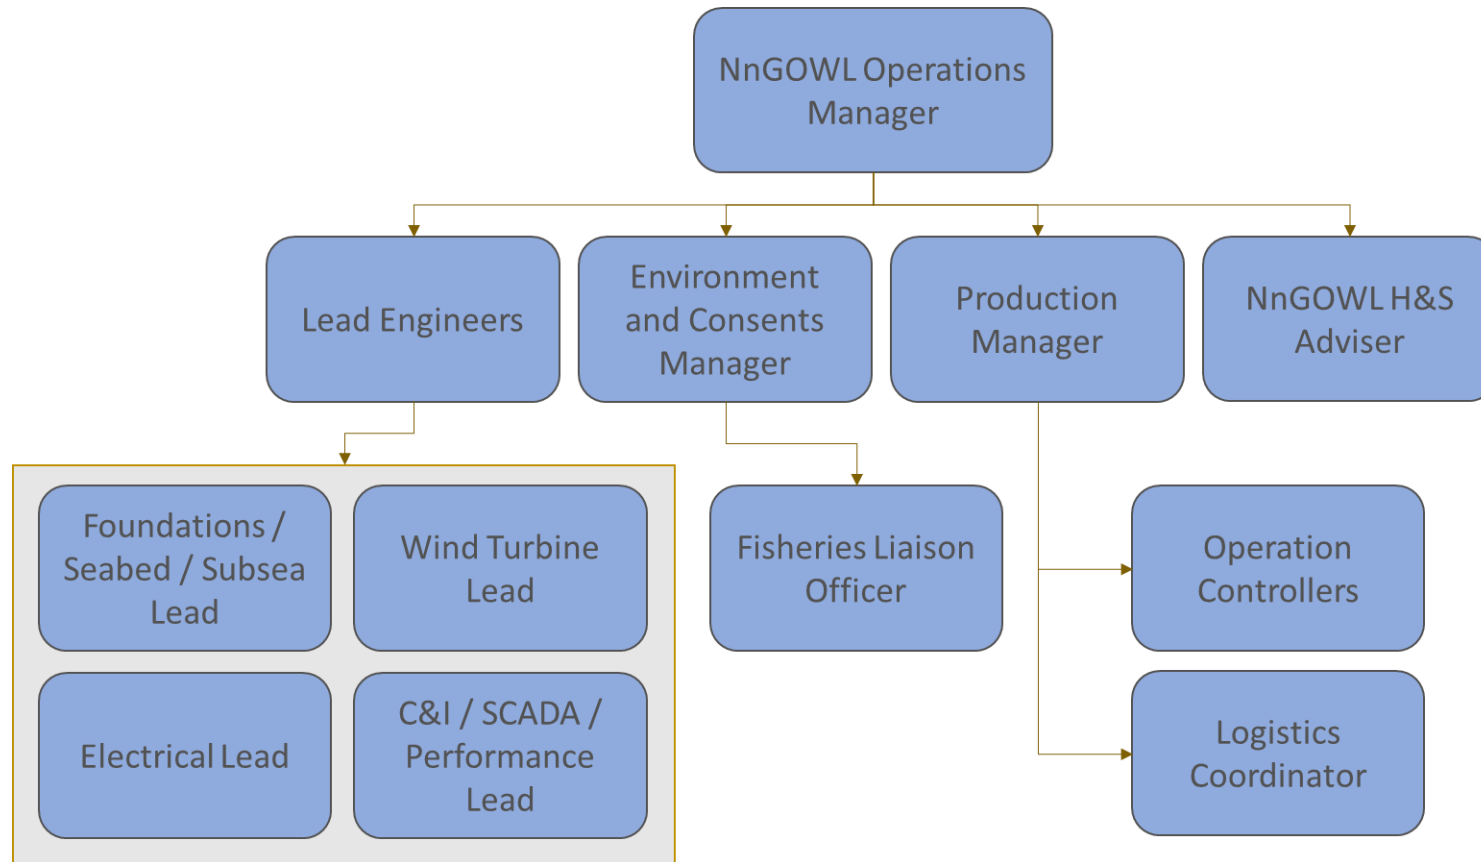 NnGOWL Operations
Manager
Lead Engineers
Environment
and Consents
Manager
Production
Manager
NnGOWL H&S
Adviser
Foundations /
Seabed / Subsea
Lead
Wind Turbine
Lead
Electrical Lead
C&I / SCADA /
Performance
Lead
Fisheries Liaison
Officer
Operation
Controllers
Logistics
Coordinator